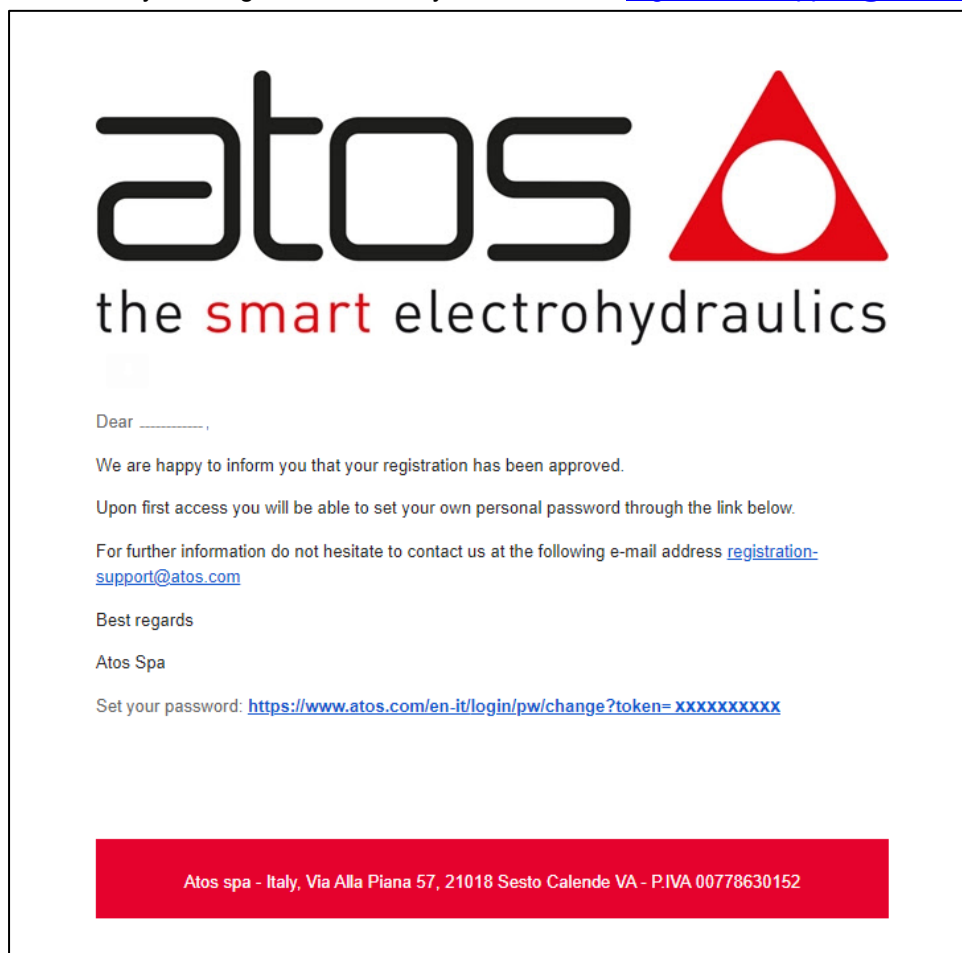 atos
the smart electrohydraulics
Dear ____________ ,
We are happy to inform you that your registration has been approved.
Upon first access you will be able to set your own personal password through the link below.
For further information do not hesitate to contact us at the following e-mail address registration-
support@atos.com
Best regards
Atos Spa
Set your password: https://www.atos.com/en-it/login/pw/change?token= xxxxxxxxxx
Atos spa - Italy, Via Alla Piana 57, 21018 Sesto Calende VA - P.IVA 00778630152